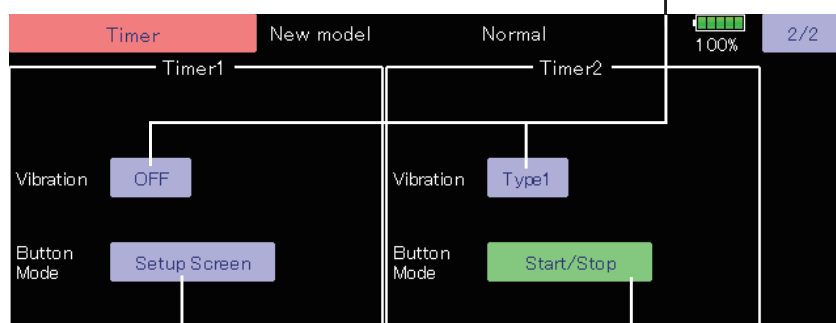 Timer New model Normal 100% 2/2
Timer1 Timer2
Vibration OFF Vibration Type1
Button Mode Setup Screen Button Mode Start/Stop